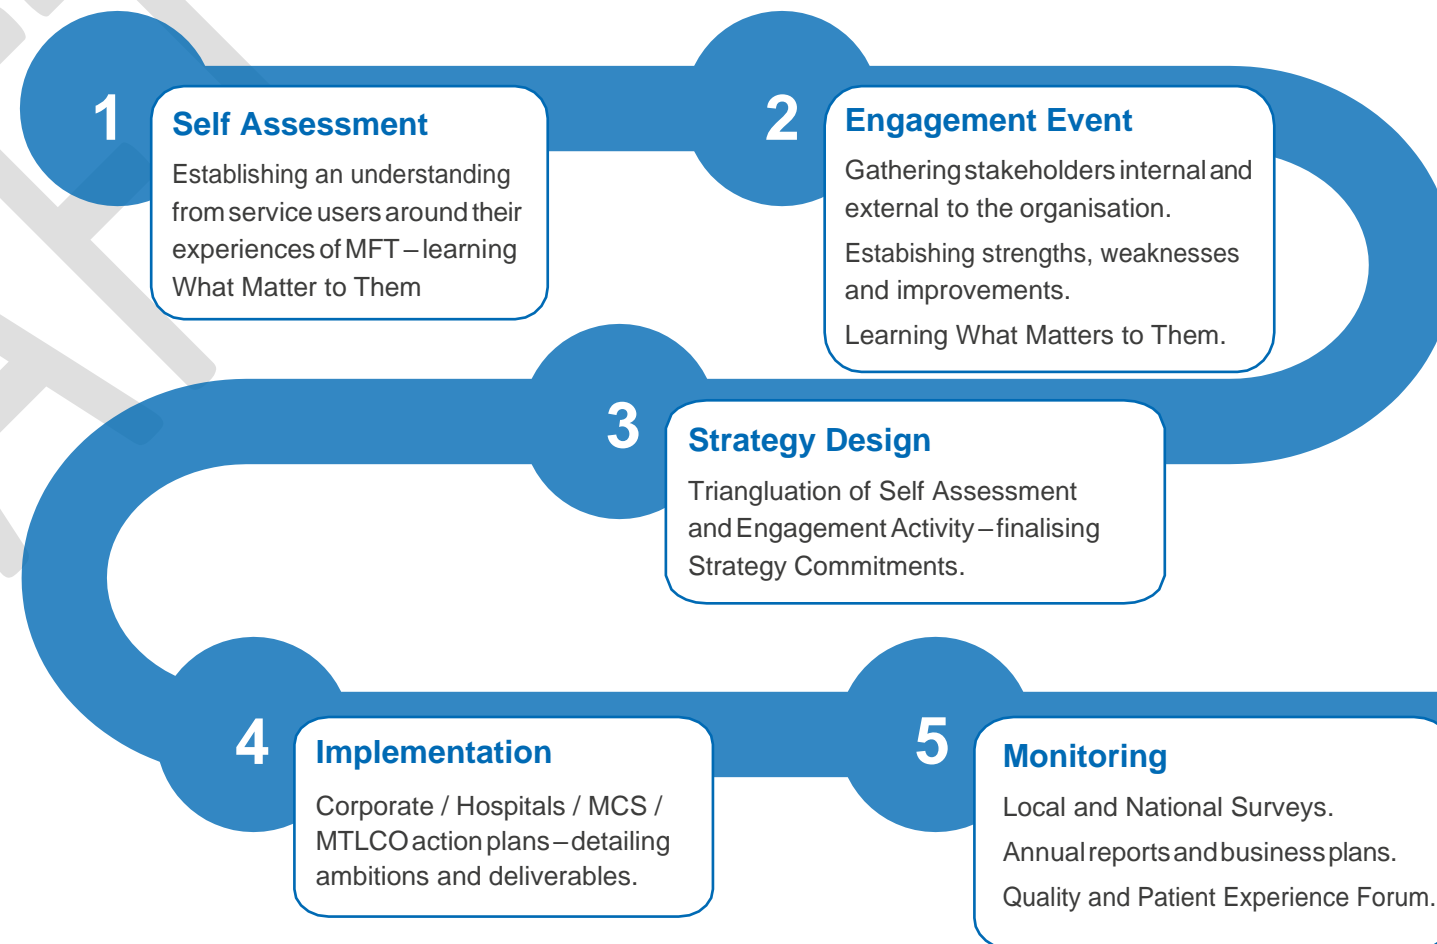 1
Self Assessment
Establishing an understanding
from service users around their
experiences of MFT – learning
What Matter to Them
2
Engagement Event
Gathering stakeholders internal and
external to the organisation.
Estabishing strengths, weaknesses
and improvements.
Learning What Matters to Them.
3
Strategy Design
Triangluation of Self Assessment
and Engagement Activity – finalising
Strategy Commitments.
4
Implementation
Corporate / Hospitals / MCS /
MTLCO action plans – detailing
ambitions and deliverables.
5
Monitoring
Local and National Surveys.
Annual reports and business plans.
Quality and Patient Experience Forum.